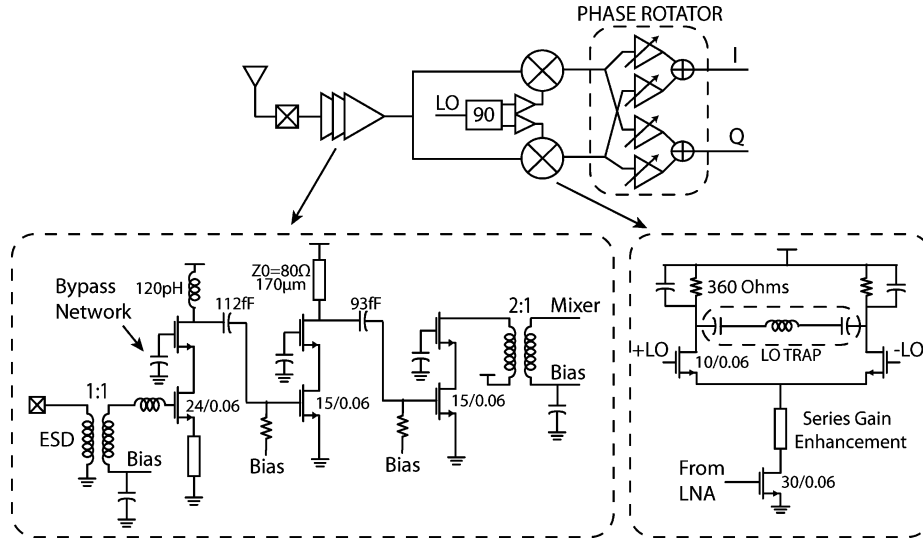 PHASE ROTATOR
I
LO
90
Q
Bypass
Network
120pH
112fF
Z0=80Ω
170µm
93fF
2:1
Mixer
1:1
24/0.06
15/0.06
15/0.06
ESD
Bias
Bias
Bias
Bias
360 Ohms
LO TRAP
+LO
-LO
10/0.06
Series Gain
Enhancement
From
LNA
30/0.06